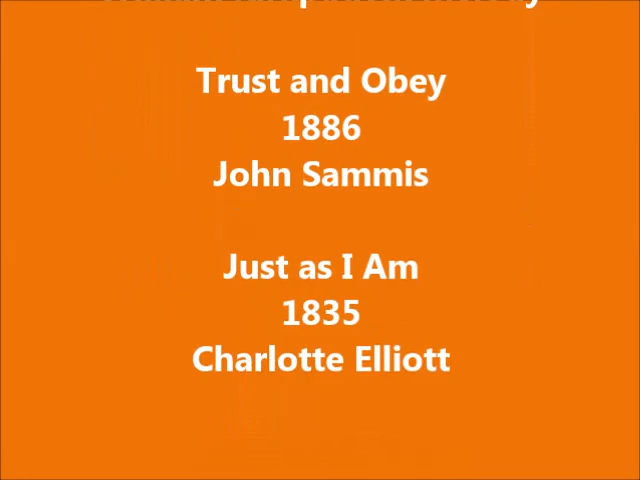 Trust and Obey
1886
John Sammis
Just as I Am
1835
Charlotte Elliott